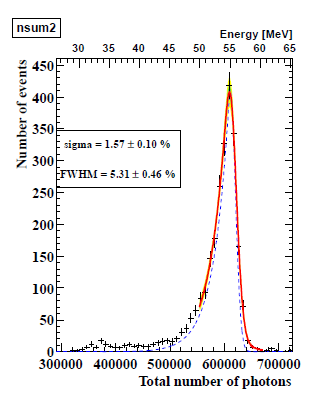 nsum2
Energy [MeV]
30 35 40 45 50 55 60 65
Number of events
450
400
350
300
250
200
150
100
50
0
sigma = 1.57 ± 0.10 %
FWHM = 5.31 ± 0.46 %
300000 400000 500000 600000 700000
Total number of photons